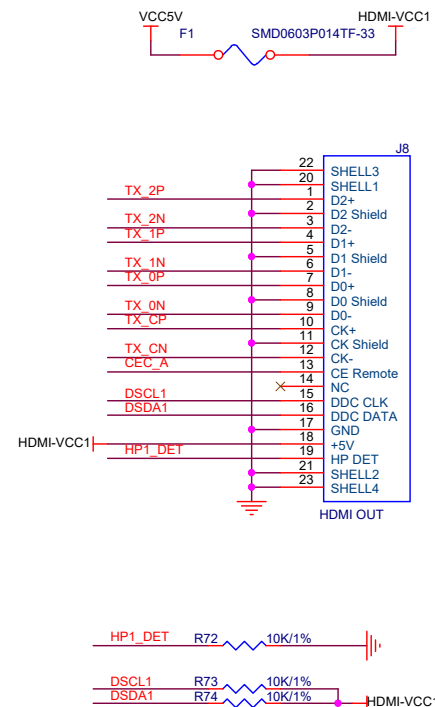 VCC5V HDMI-VCC1
F1 SMD0603P014TF-33
J8
22 SHELL3
20 SHELL1
TX_2P 1 D2+
2 D2 Shield
TX_2N 3 D2-
TX_1P 4 D1+
5 D1 Shield
TX_1N 6 D1-
TX_0P 7 D0+
8 D0 Shield
TX_0N 9 D0-
TX_CP 10 CK+
11 CK Shield
TX_CN 12 CK-
CEC_A 13 CE Remote
14 NC
DSCL1 15 DDC CLK
DSDA1 16 DDC DATA
17 GND
HDMI-VCC1 18 +5V
HP1_DET 19 HP DET
21 SHELL2
23 SHELL4
HDMI OUT
HP1_DET R72 10K/1%
DSCL1 R73 10K/1%
DSDA1 R74 10K/1% HDMI-VCC1